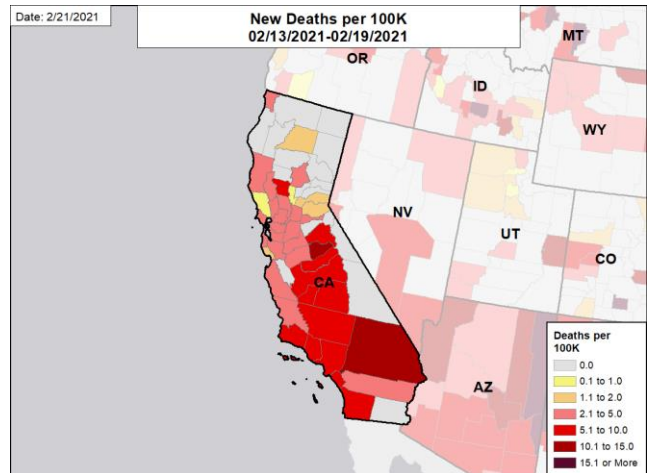 Date: 2/21/2021
New Deaths per 100K
02/13/2021-02/19/2021
MT
OR
ID
WY
NV
UT
CO
CA
AZ
Deaths per
100K
0.0
0.1 to 1.0
1.1 to 2.0
2.1 to 5.0
5.1 to 10.0
10.1 to 15.0
15.1 or More